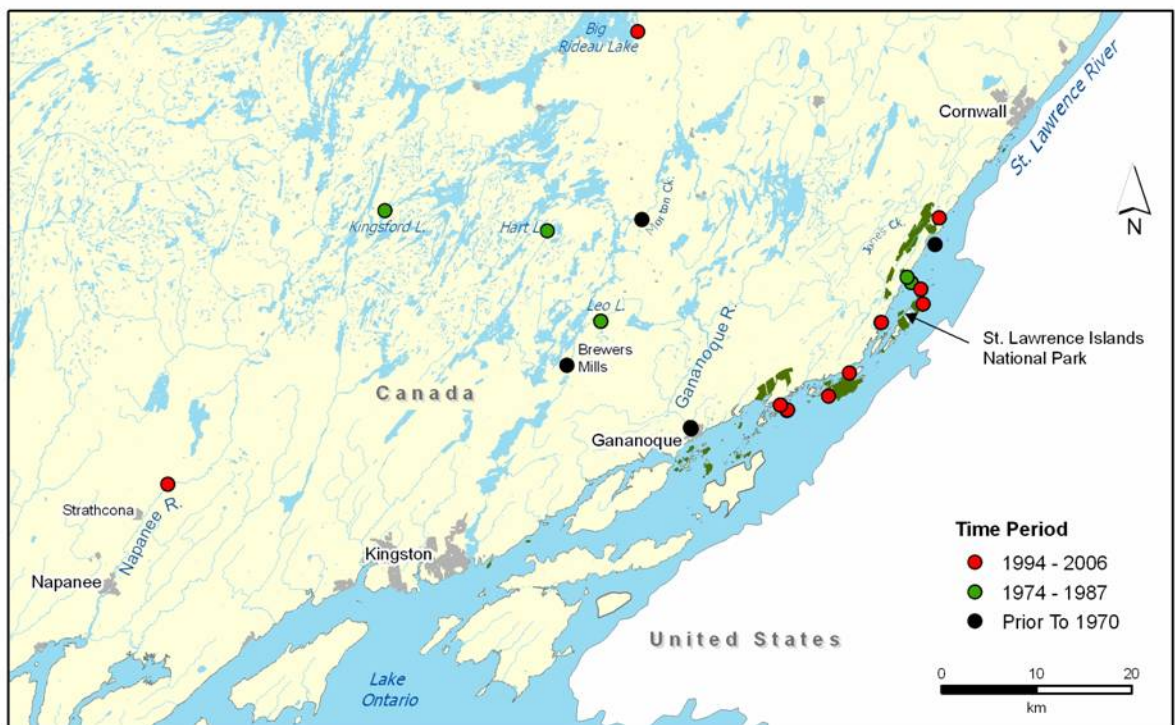 Big
Rideau Lake
Cornwall
St. Lawrence River
N
Kingsford L.
Hart L.
Morton Ck.
Jones Ck.
Leo L.
Brewers
Mills
Gananoque R.
St. Lawrence Islands
National Park
Canada
Gananoque
Strathcona
Napanee R.
Kingston
Napanee
United States
Lake
Ontario
Time Period
1994 - 2006
1974 - 1987
Prior To 1970
0 10 20
km